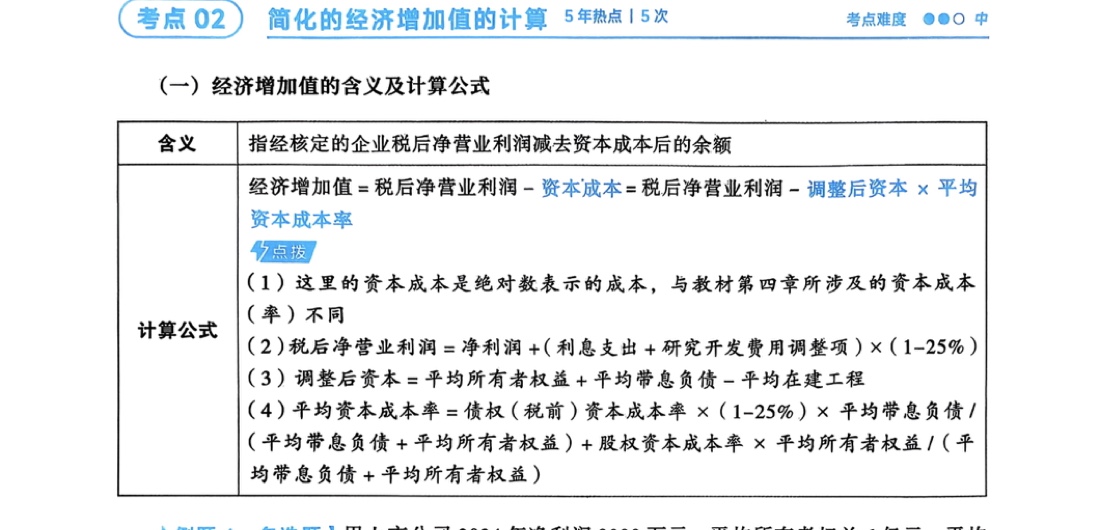 考点 02 简化的经济增加值的计算 5 年热点 | 5 次 考点难度 中
（一）经济增加值的含义及计算公式
含义 指经核定的企业税后净营业利润减去资本成本后的余额
经济增加值 = 税后净营业利润 – 资本成本 = 税后净营业利润 – 调整后资本 × 平均
资本成本率
点拨
（1）这里的资本成本是绝对数表示的成本，与教材第四章所涉及的资本成本
（率）不同
计算公式
（2）税后净营业利润 = 净利润 +（利息支出 + 研究开发费用调整项）×（1–25%）
（3）调整后资本 = 平均所有者权益 + 平均带息负债 – 平均在建工程
（4）平均资本成本率 = 债权（税前）资本成本率 ×（1–25%）× 平均带息负债 /
（平均带息负债 + 平均所有者权益）+ 股权资本成本率 × 平均所有者权益 /（平
均带息负债 + 平均所有者权益）